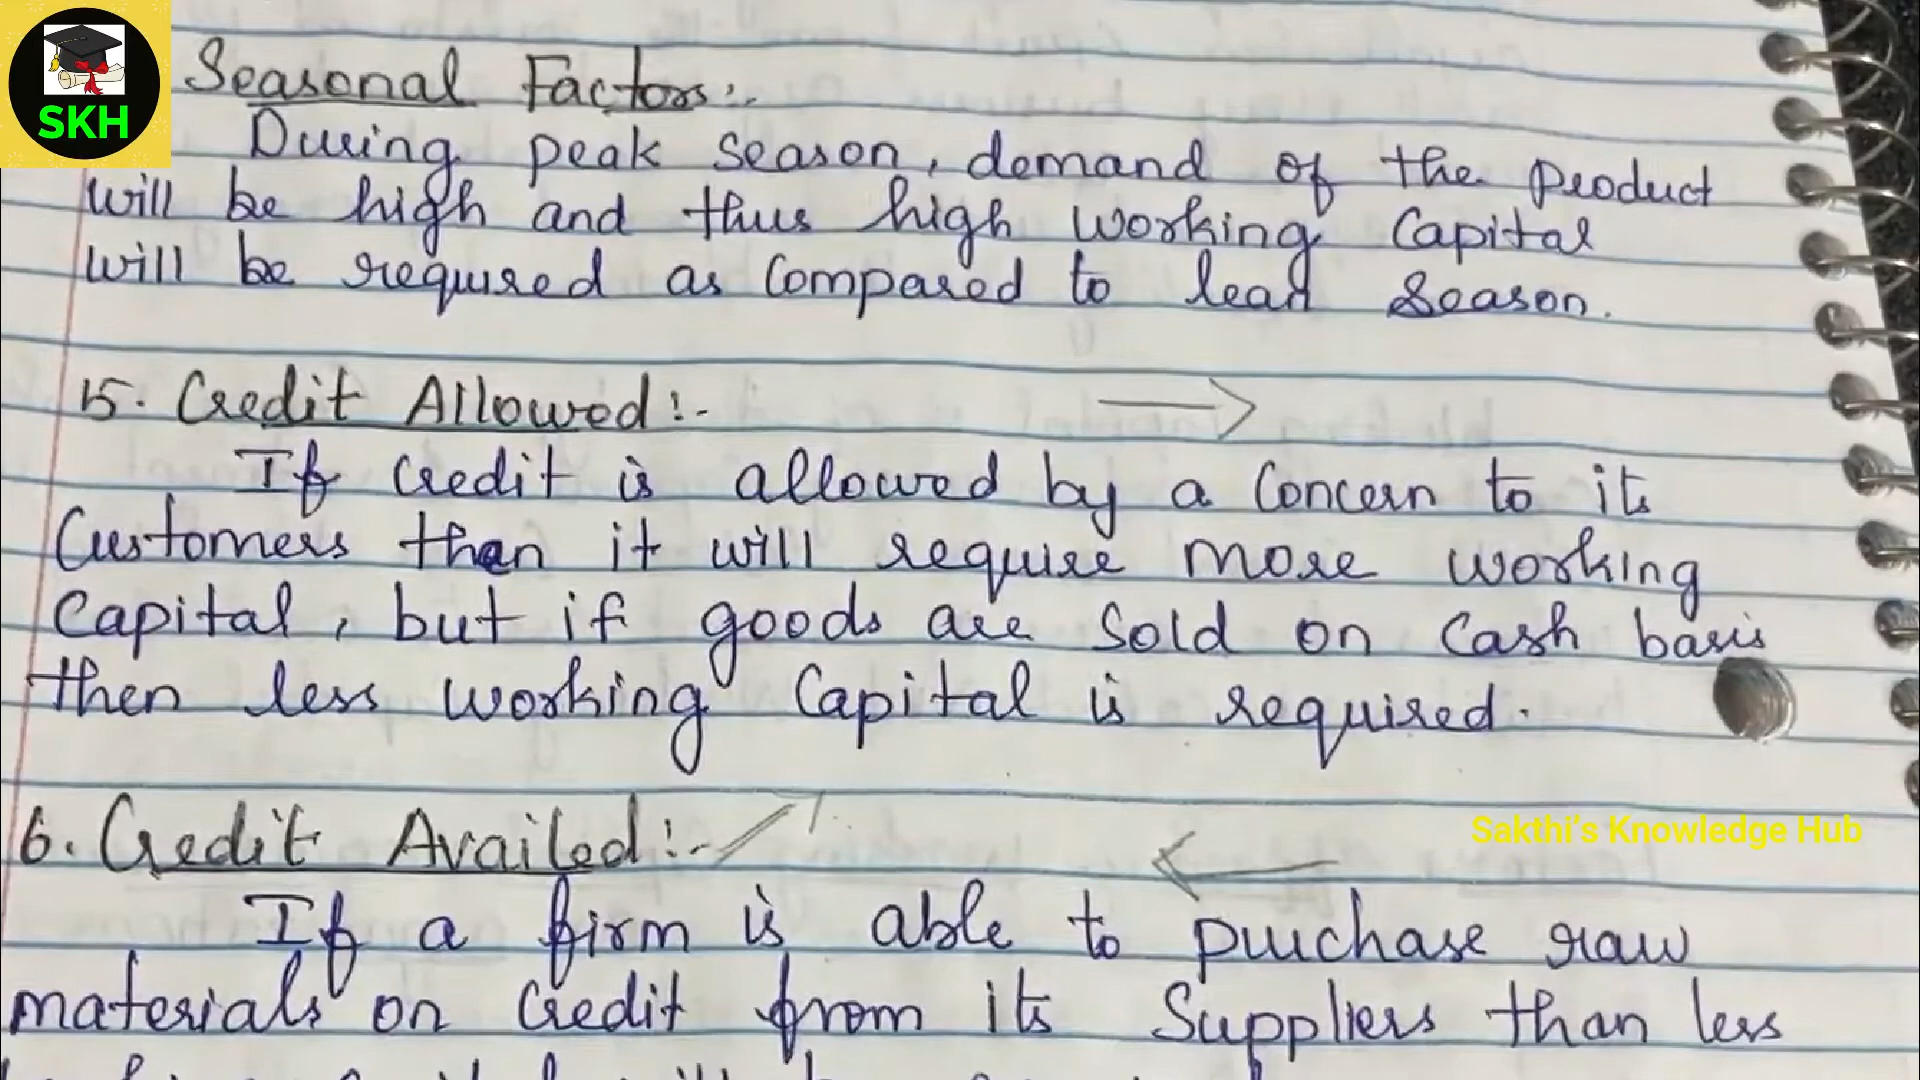 SKH
Seasonal Factors:-
During peak season, demand of the product
will be high and thus high working Capital
will be required as Compared to lean Season.
5. Credit Allowed:-
If Credit is allowed by a Concern to its
Customers then it will require more working
Capital, but if goods are sold on Cash basis
then less working Capital is required.
6. Credit Availed:-
Sakthi's Knowledge Hub
If a firm is able to purchase raw
materials on Credit from its Suppliers than less